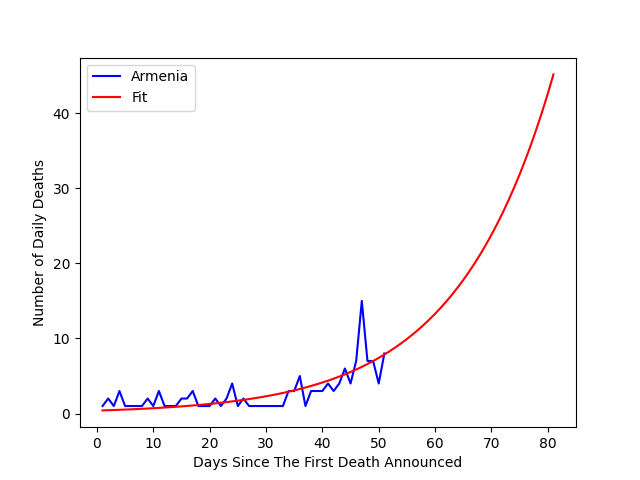 Armenia
Fit
Number of Daily Deaths
40
30
20
10
0
0 10 20 30 40 50 60 70 80
Days Since The First Death Announced